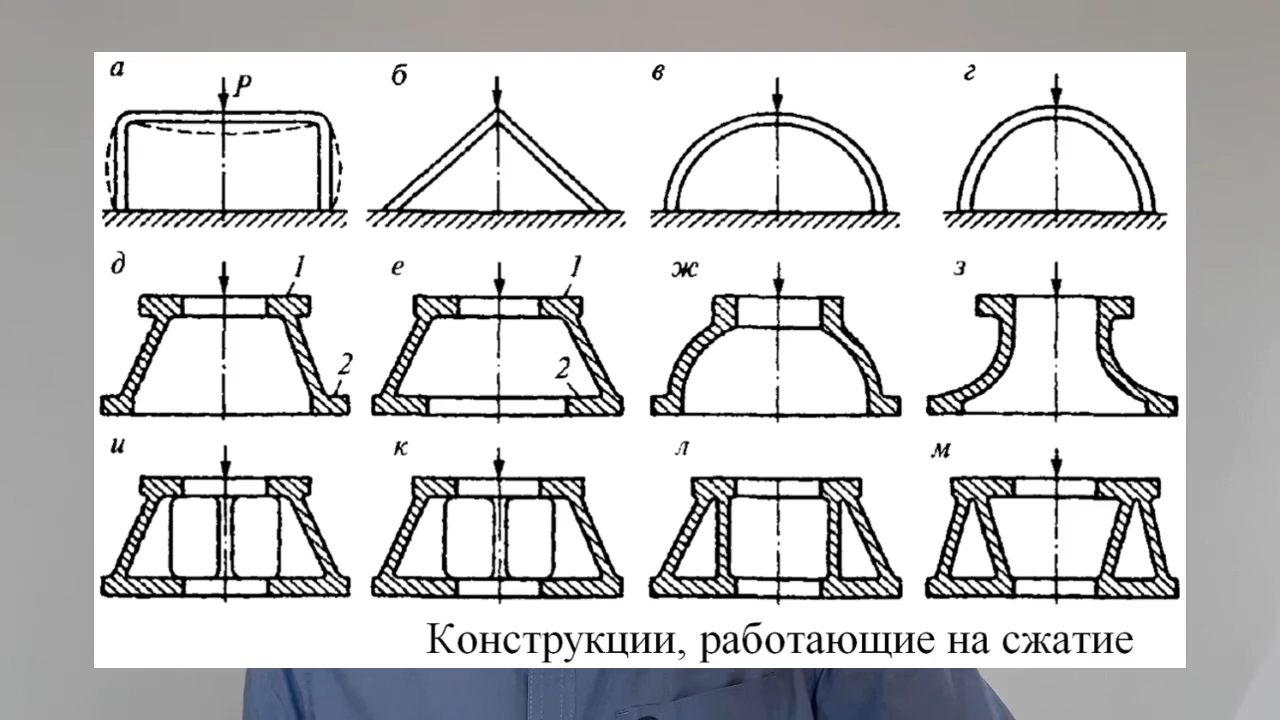 а б в г
P
д е ж з
1 1
2 2
и к л м
Конструкции, работающие на сжатие